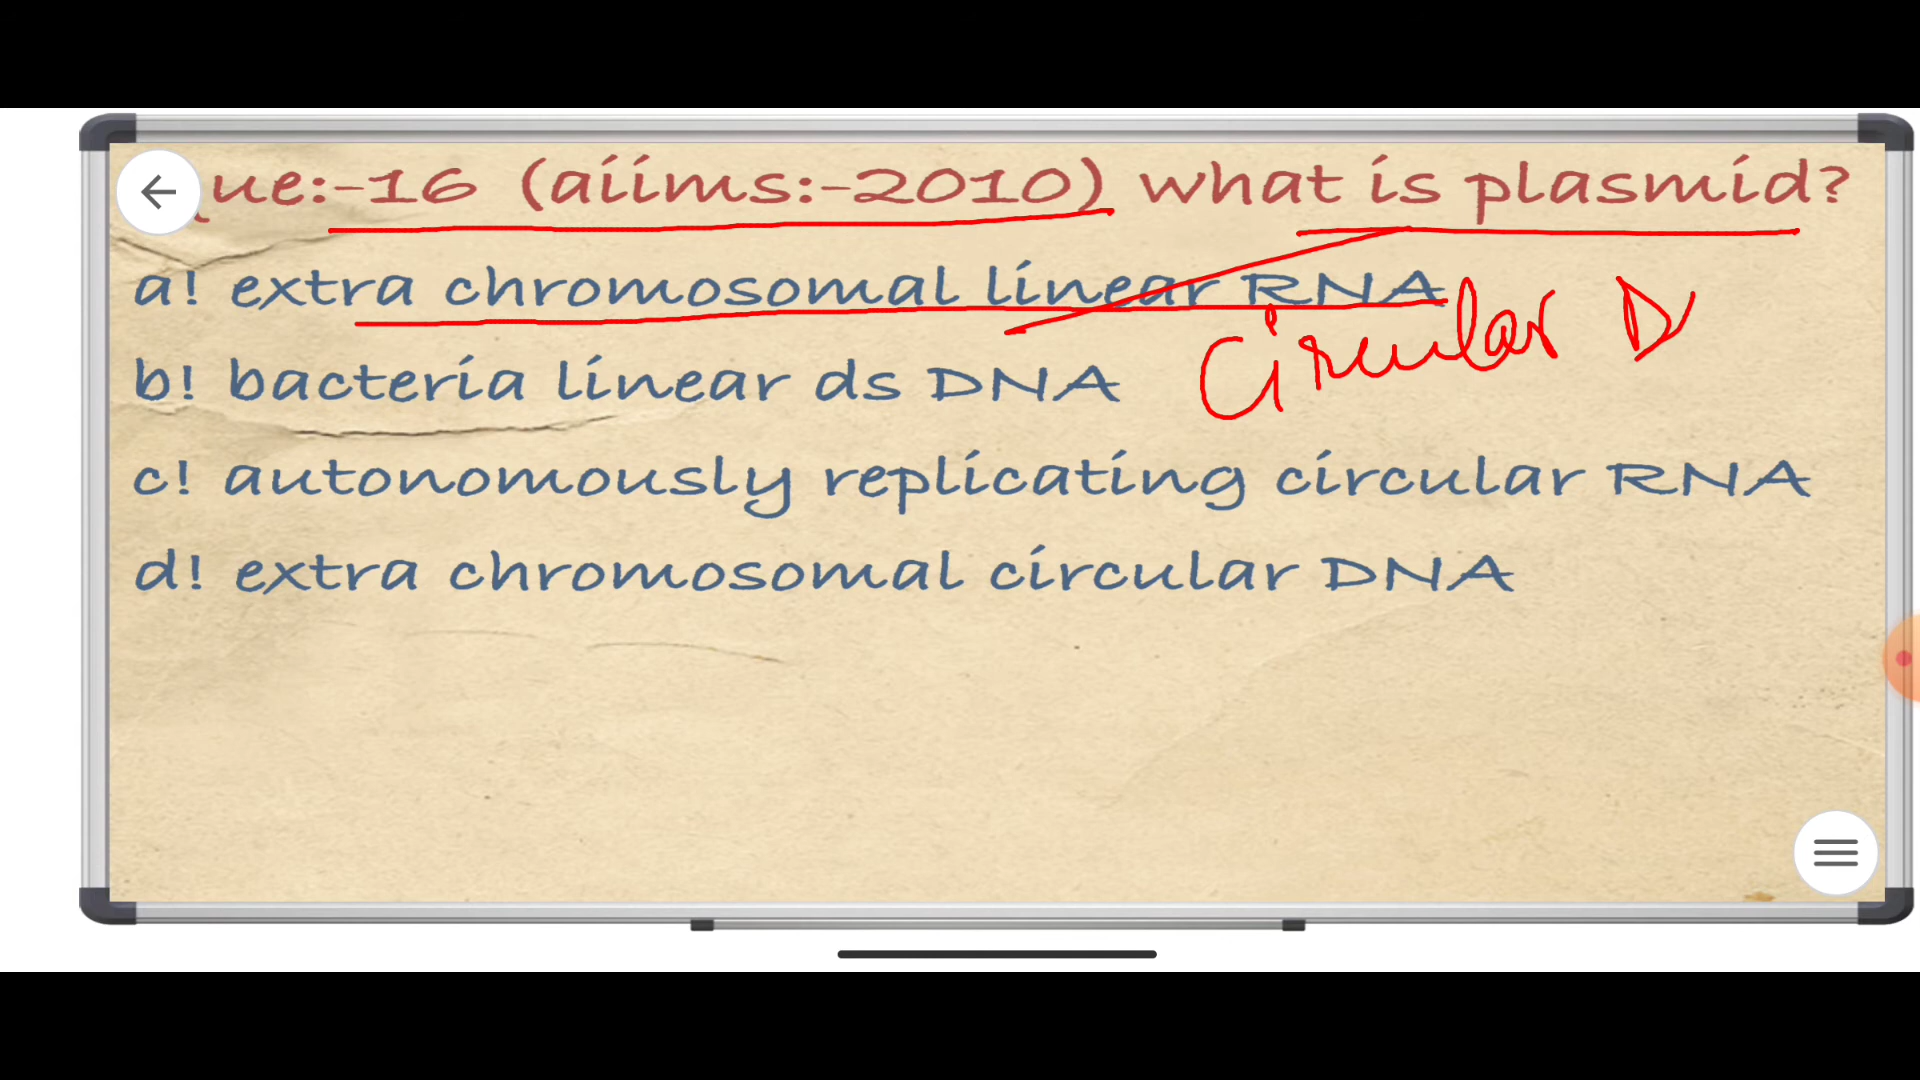 que:-16 (aiims:-2010) what is plasmid?
a! extra chromosomal linear RNA
circular D
b! bacteria linear ds DNA
c! autonomously replicating circular RNA
d! extra chromosomal circular DNA